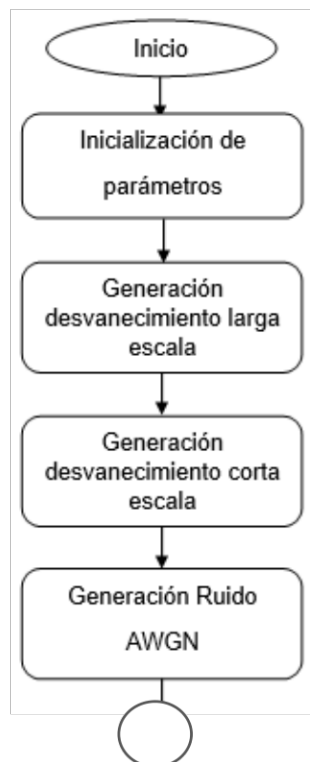 Inicio
Inicialización de
parámetros
Generación
desvanecimiento larga
escala
Generación
desvanecimiento corta
escala
Generación Ruido
AWGN